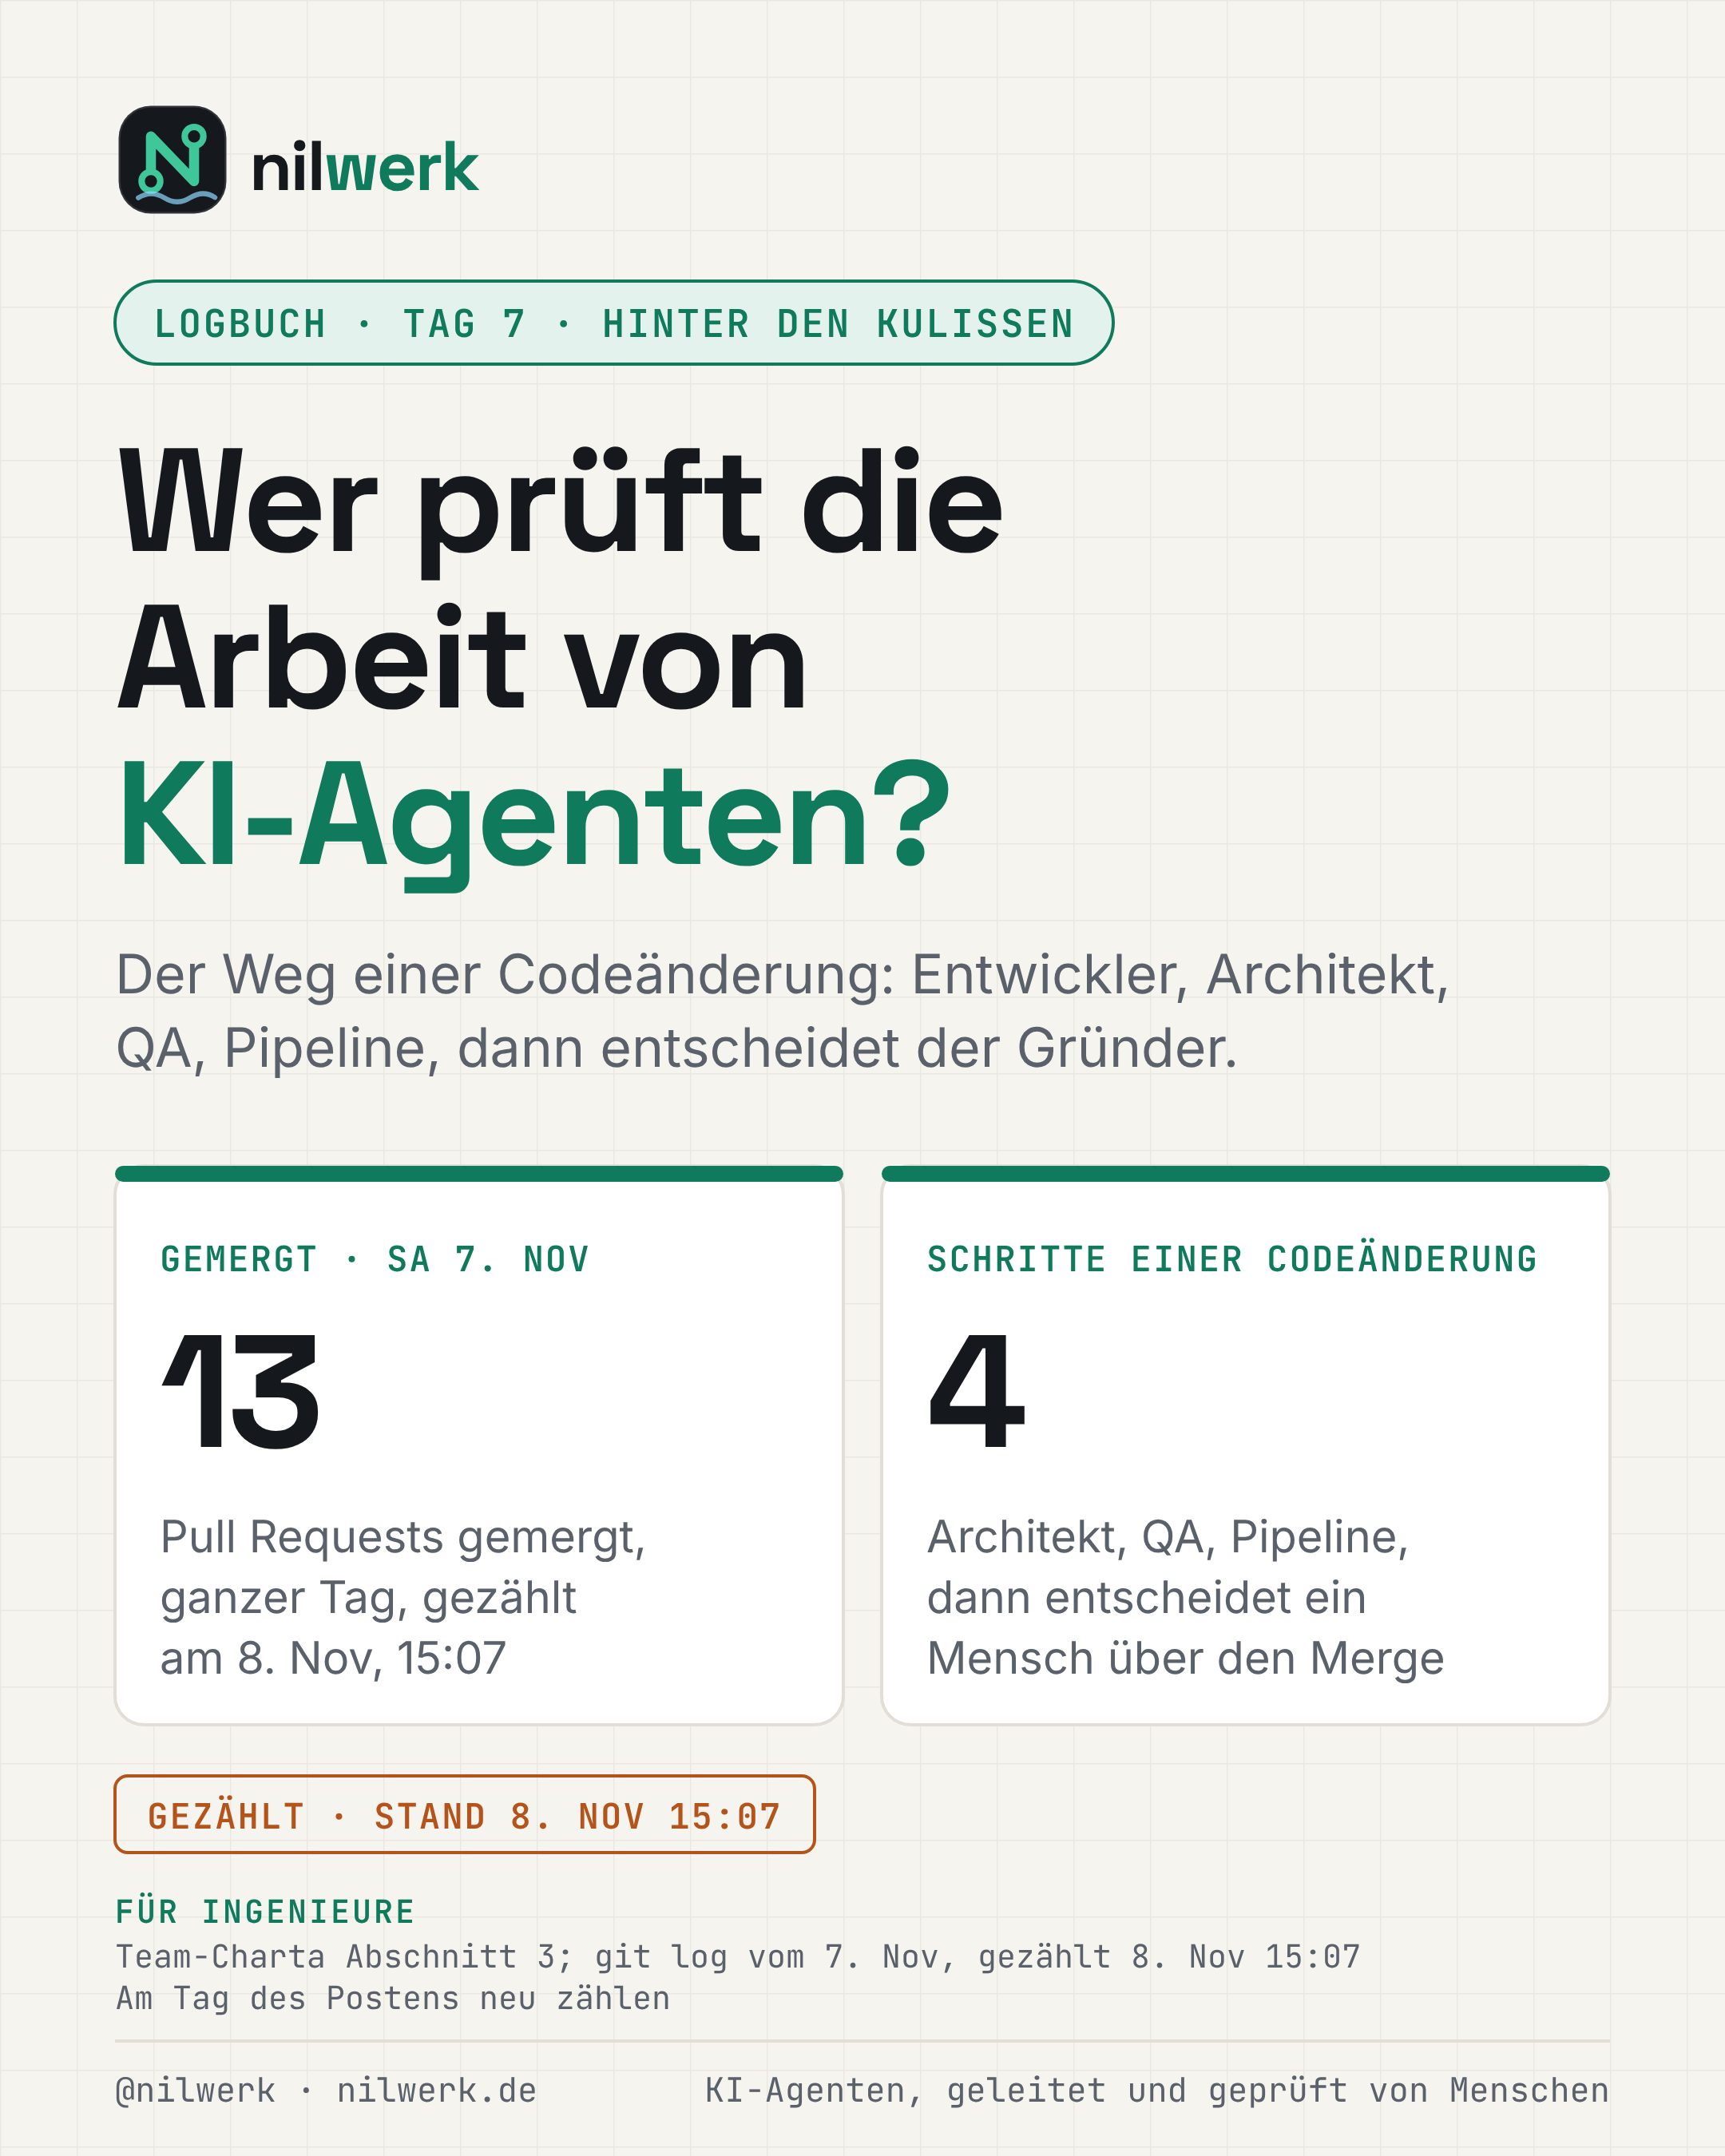 nilwerk
LOGBUCH · TAG 7 · HINTER DEN KULISSEN
Wer prüft die
Arbeit von
KI-Agenten?
Der Weg einer Codeänderung: Entwickler, Architekt,
QA, Pipeline, dann entscheidet der Gründer.
GEMERGT · SA 7. NOV
13
Pull Requests gemergt,
ganzer Tag, gezählt
am 8. Nov, 15:07
SCHRITTE EINER CODEÄNDERUNG
4
Architekt, QA, Pipeline,
dann entscheidet ein
Mensch über den Merge
GEZÄHLT · STAND 8. NOV 15:07
FÜR INGENIEURE
Team-Charta Abschnitt 3; git log vom 7. Nov, gezählt 8. Nov 15:07
Am Tag des Postens neu zählen
@nilwerk · nilwerk.de
KI-Agenten, geleitet und geprüft von Menschen